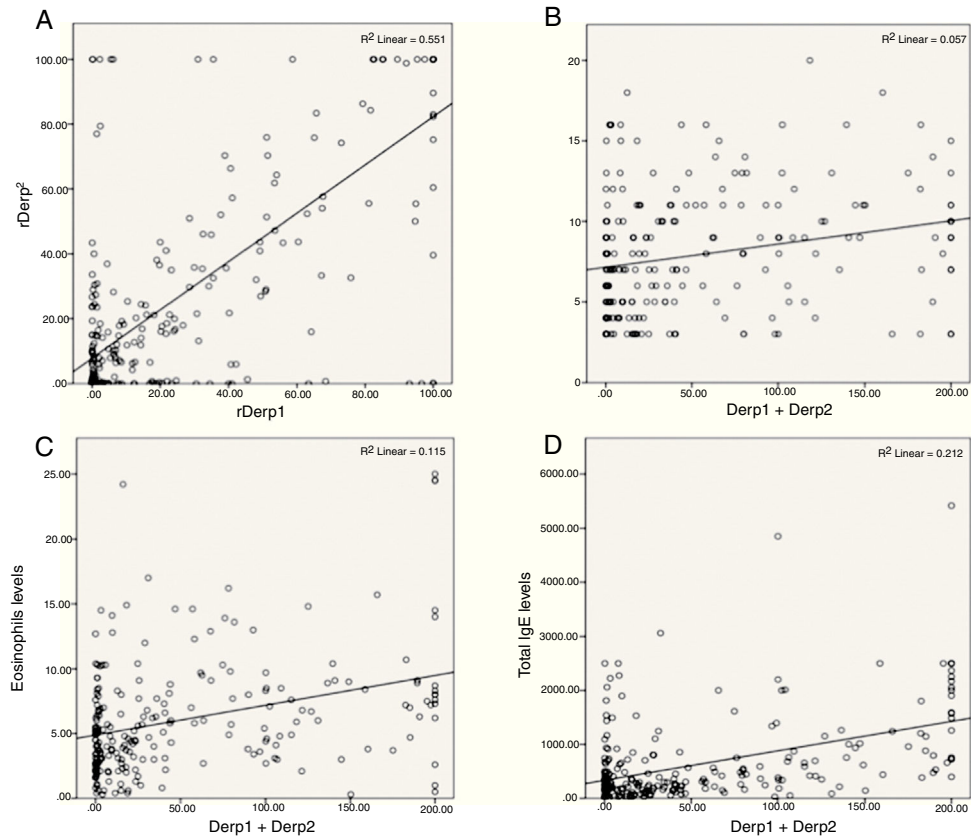 A
R2 Linear = 0.551
100.00
80.00
60.00
40.00
20.00
.00
rDerp2
.00 20.00 40.00 60.00 80.00 100.00
rDerp1
B
R2 Linear = 0.057
20
15
10
5
0
.00 50.00 100.00 150.00 200.00
Derp1 + Derp2
C
R2 Linear = 0.115
25.00
20.00
15.00
10.00
5.00
.00
Eosinophils levels
.00 50.00 100.00 150.00 200.00
Derp1 + Derp2
D
R2 Linear = 0.212
6000.00
5000.00
4000.00
3000.00
2000.00
1000.00
.00
Total IgE levels
.00 50.00 100.00 150.00 200.00
Derp1 + Derp2